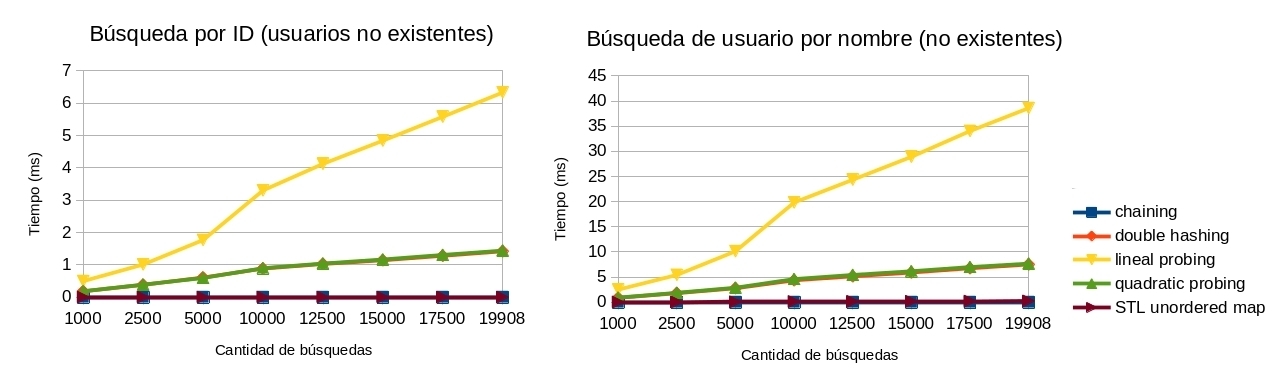 Búsqueda por ID (usuarios no existentes)
7
6
5
4
3
2
1
0
Tiempo (ms)
1000 2500 5000 10000 12500 15000 17500 19908
Cantidad de búsquedas
Búsqueda de usuario por nombre (no existentes)
45
40
35
30
25
20
15
10
5
0
Tiempo (ms)
1000 2500 5000 10000 12500 15000 17500 19908
Cantidad de búsquedas
chaining
double hashing
lineal probing
quadratic probing
STL unordered map